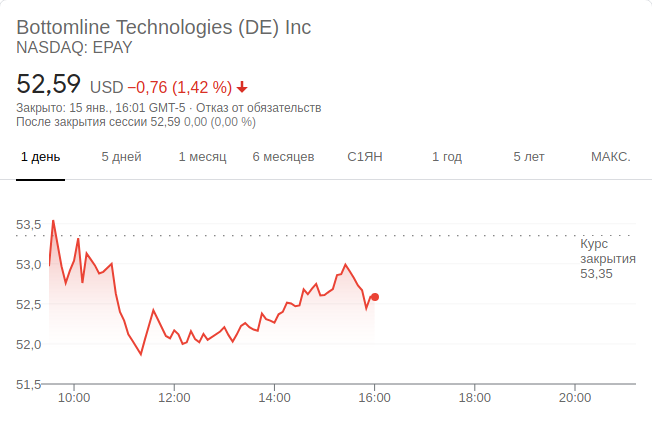 Bottomline Technologies (DE) Inc
NASDAQ: EPAY
52,59 USD −0,76 (1,42 %)
Закрыто: 15 янв., 16:01 GMT-5 · Отказ от обязательств
После закрытия сессии 52,59 0,00 (0,00 %)
1 день 5 дней 1 месяц 6 месяцев С1ЯН 1 год 5 лет МАКС.
53,5
Курс
закрытия
53,35
53,0
52,5
52,0
51,5
10:00 12:00 14:00 16:00 18:00 20:00